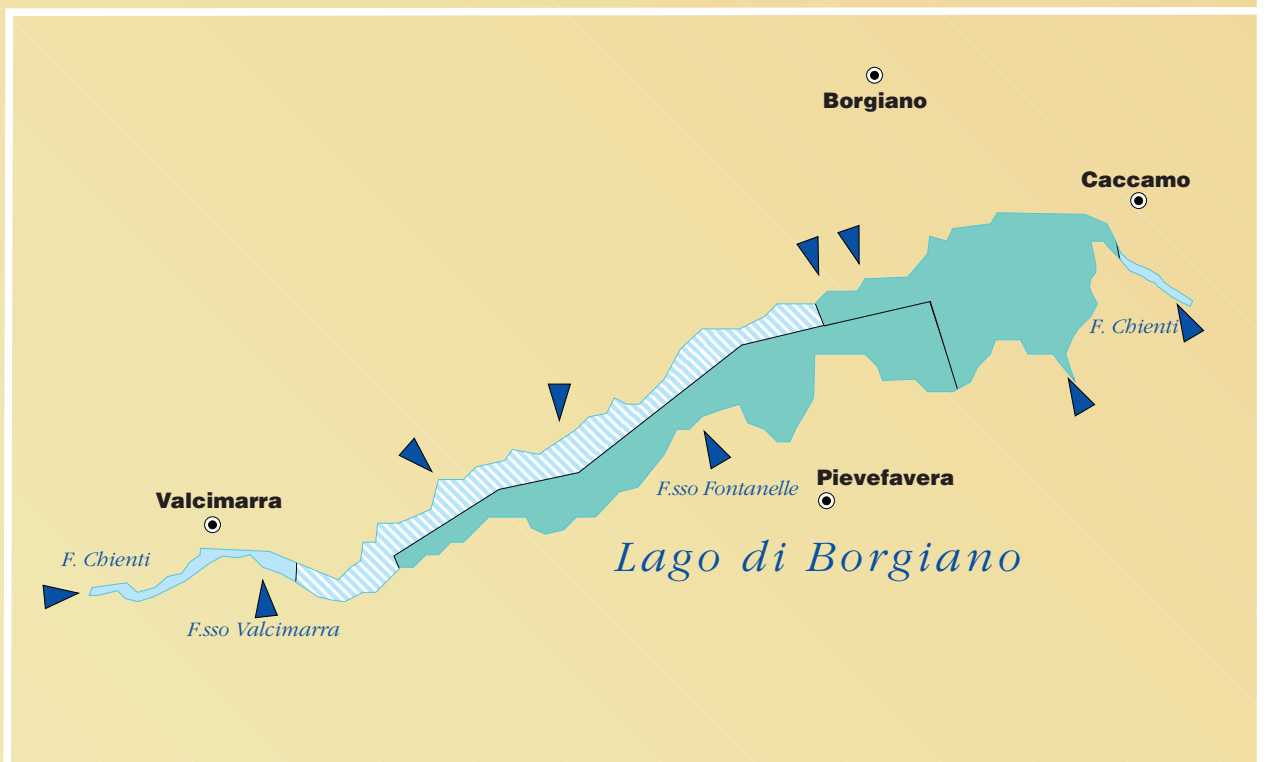 Borgiano
Caccamo
F. Chienti
Pievefavera
F.sso Fontanelle
Valcimarra
Lago di Borgiano
F. Chienti
F.sso Valcimarra